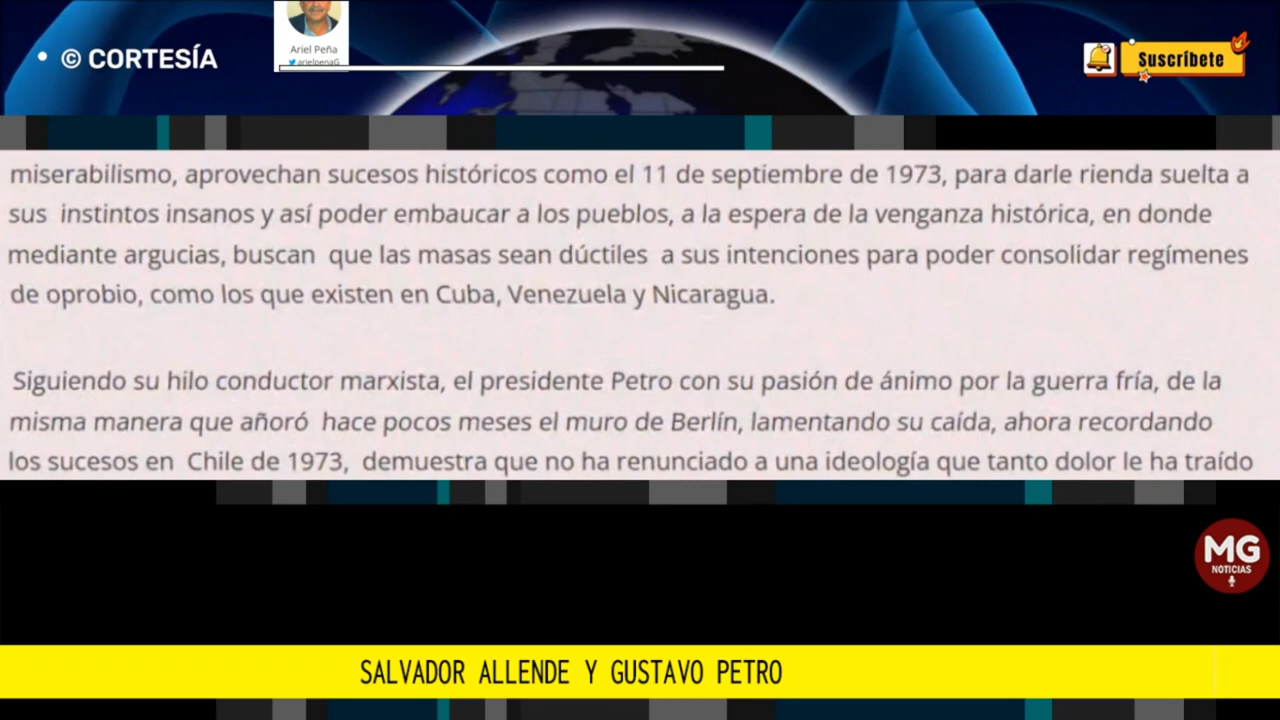 • © CORTESÍA
Ariel Peña
arielpenaG
Suscríbete
miserabilismo, aprovechan sucesos históricos como el 11 de septiembre de 1973, para darle rienda suelta a
sus instintos insanos y así poder embaucar a los pueblos, a la espera de la venganza histórica, en donde
mediante argucias, buscan que las masas sean dúctiles a sus intenciones para poder consolidar regímenes
de oprobio, como los que existen en Cuba, Venezuela y Nicaragua.
Siguiendo su hilo conductor marxista, el presidente Petro con su pasión de ánimo por la guerra fría, de la
misma manera que añoró hace pocos meses el muro de Berlín, lamentando su caída, ahora recordando
los sucesos en Chile de 1973, demuestra que no ha renunciado a una ideología que tanto dolor le ha traído
MG
NOTICIAS
SALVADOR ALLENDE Y GUSTAVO PETRO